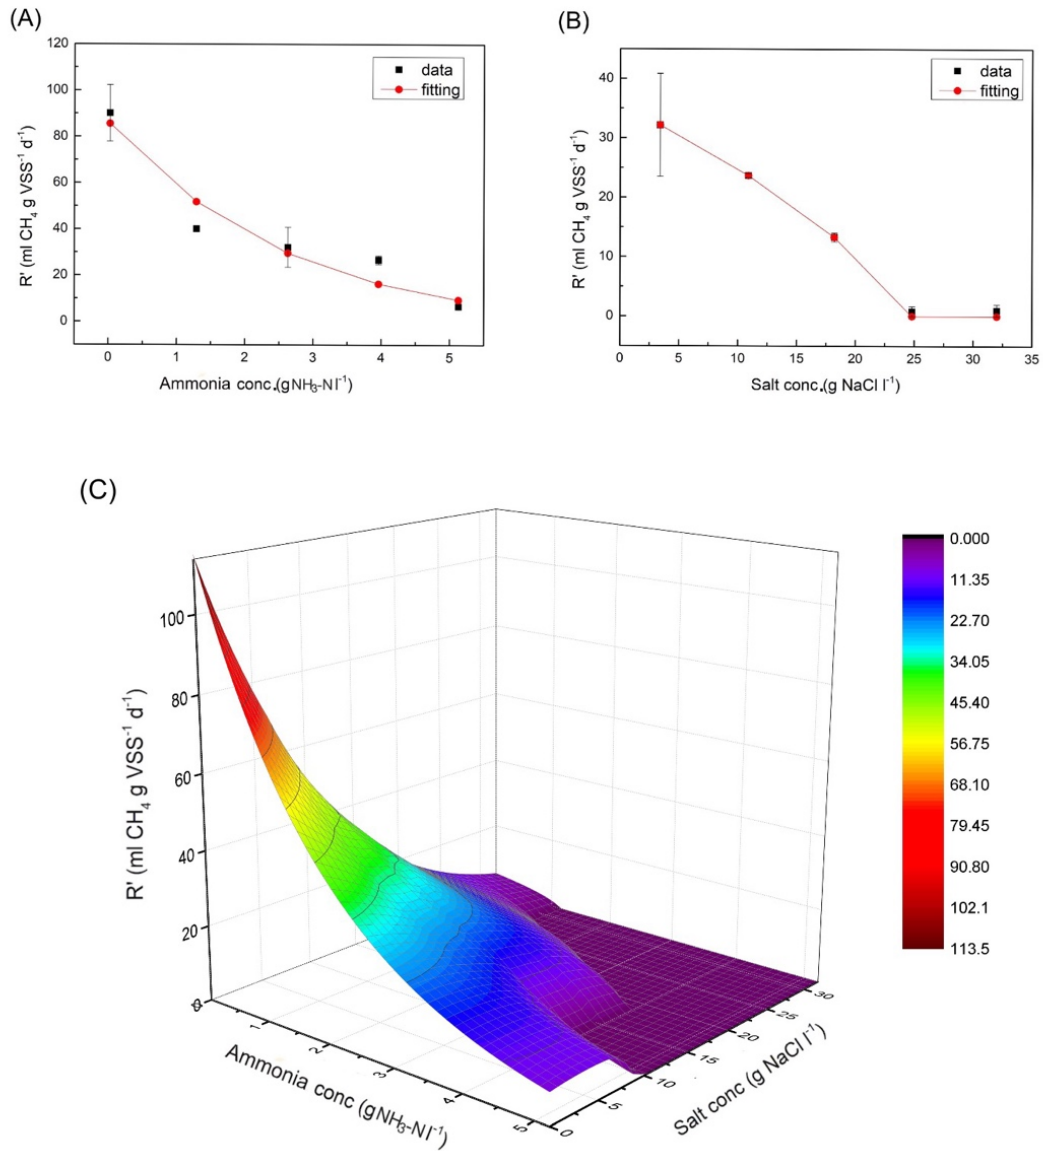 (A)
120
100
80
60
40
20
0
R' (ml CH₄ g VSS⁻¹ d⁻¹)
data
fitting
0 1 2 3 4 5
Ammonia conc.(gNH₃-Nl⁻¹)
(B)
40
30
20
10
0
R' (ml CH₄ g VSS⁻¹ d⁻¹)
data
fitting
0 5 10 15 20 25 30 35
Salt conc.(g NaCl l⁻¹)
(C)
100
80
60
40
20
0
R' (ml CH₄ g VSS⁻¹ d⁻¹)
1 2 3 4 5
Ammonia conc (gNH₃-Nl⁻¹)
0 5 10 15 20 25 30
Salt conc (g NaCl l⁻¹)
0.000
11.35
22.70
34.05
45.40
56.75
68.10
79.45
90.80
102.1
113.5